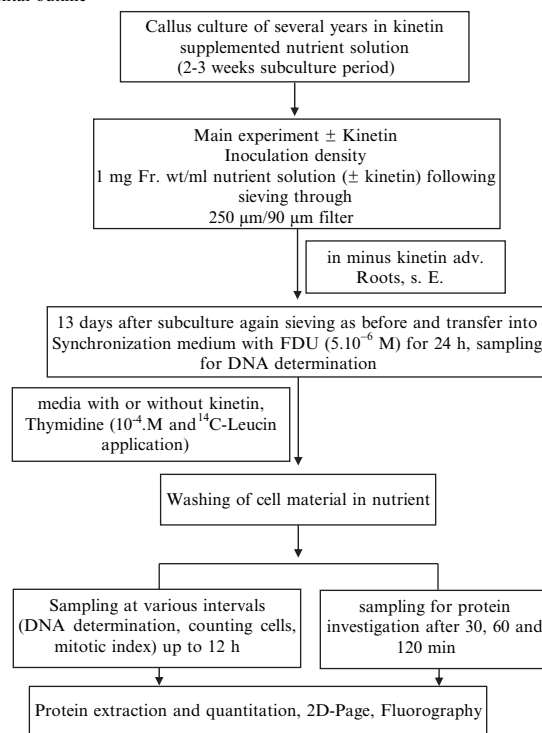 Callus culture of several years in kinetin
supplemented nutrient solution
(2-3 weeks subculture period)
Main experiment ± Kinetin
Inoculation density
1 mg Fr. wt/ml nutrient solution (± kinetin) following
sieving through
250 µm/90 µm filter
in minus kinetin adv.
Roots, s. E.
13 days after subculture again sieving as before and transfer into
Synchronization medium with FDU (5.10⁻⁶ M) for 24 h, sampling
for DNA determination
media with or without kinetin,
Thymidine (10⁻⁴.M and ¹⁴C-Leucin
application)
Washing of cell material in nutrient
Sampling at various intervals
(DNA determination, counting cells,
mitotic index) up to 12 h
sampling for protein
investigation after 30, 60 and
120 min
Protein extraction and quantitation, 2D-Page, Fluorography